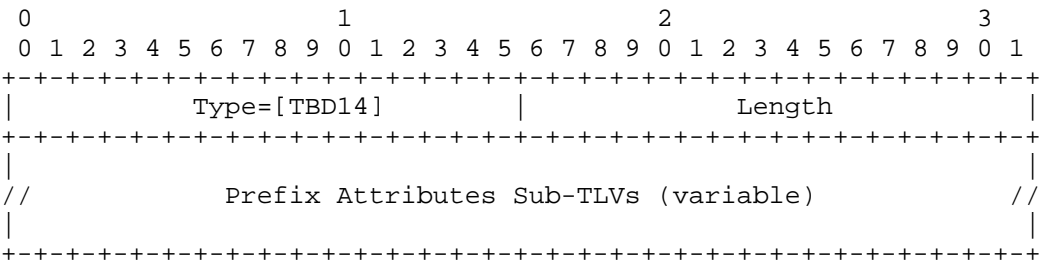 0                   1                   2                   3
 0 1 2 3 4 5 6 7 8 9 0 1 2 3 4 5 6 7 8 9 0 1 2 3 4 5 6 7 8 9 0 1
+-+-+-+-+-+-+-+-+-+-+-+-+-+-+-+-+-+-+-+-+-+-+-+-+-+-+-+-+-+-+-+-+
|           Type=[TBD14]        |             Length            |
+-+-+-+-+-+-+-+-+-+-+-+-+-+-+-+-+-+-+-+-+-+-+-+-+-+-+-+-+-+-+-+-+
|                                                               |
//            Prefix Attributes Sub-TLVs (variable)            //
|                                                               |
+-+-+-+-+-+-+-+-+-+-+-+-+-+-+-+-+-+-+-+-+-+-+-+-+-+-+-+-+-+-+-+-+